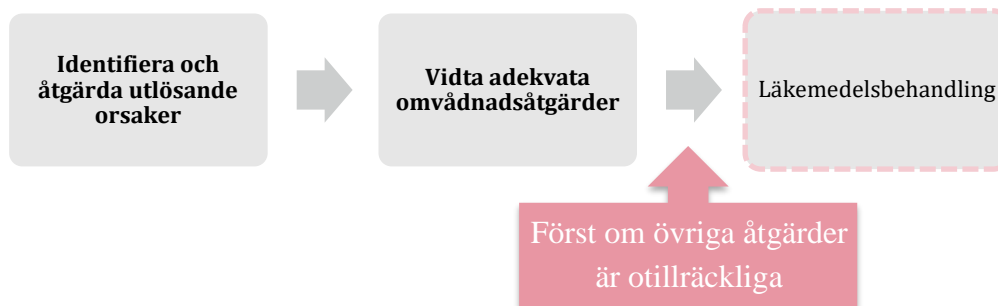 Identifiera och
åtgärda utlösande
orsaker
Vidta adekvata
omvådnadsåtgärder
Läkemedelsbehandling
Först om övriga åtgärder
är otillräckliga